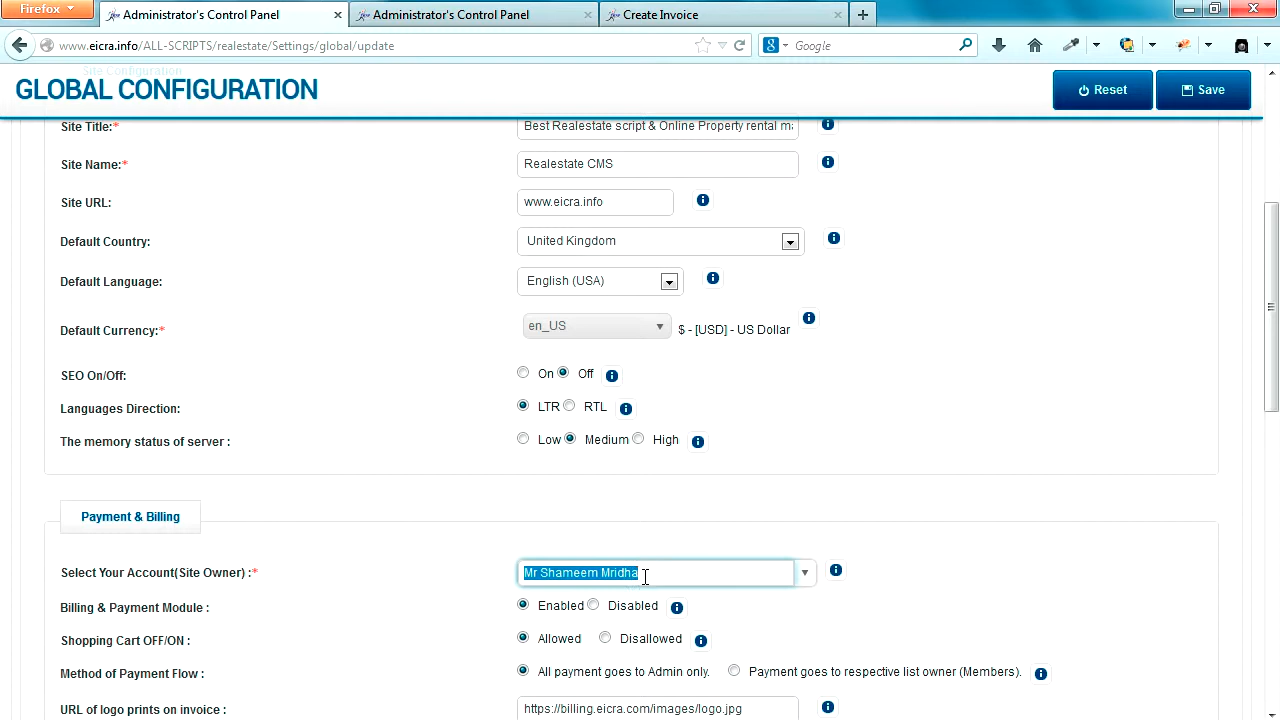 Firefox
Administrator's Control Panel
Administrator's Control Panel
Create Invoice
www.eicra.info/ALL-SCRIPTS/realestate/Settings/global/update
Google
Site Configuration
GLOBAL CONFIGURATION
Reset
Save
Site Title:*
Best Realestate script & Online Property rental m
Site Name:*
Realestate CMS
Site URL:
www.eicra.info
Default Country:
United Kingdom
Default Language:
English (USA)
Default Currency:*
en_US
$ - [USD] - US Dollar
SEO On/Off:
On Off
Languages Direction:
LTR RTL
The memory status of server :
Low Medium High
Payment & Billing
Select Your Account(Site Owner) :*
Mr Shameem Mridha
Billing & Payment Module :
Enabled Disabled
Shopping Cart OFF/ON :
Allowed Disallowed
Method of Payment Flow :
All payment goes to Admin only. Payment goes to respective list owner (Members).
URL of logo prints on invoice :
https://billing.eicra.com/images/logo.jpg